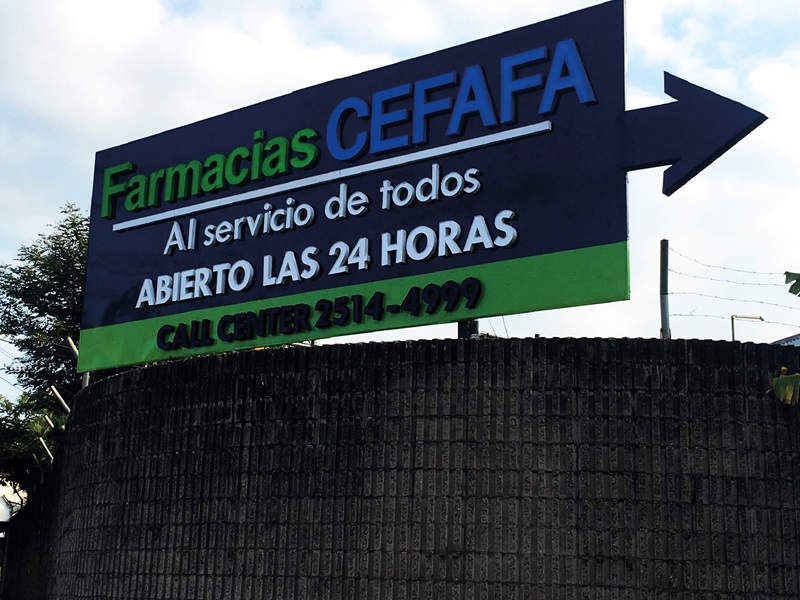 Farmacias CEFAFA
Al servicio de todos
ABIERTO LAS 24 HORAS
CALL CENTER 2514-4999